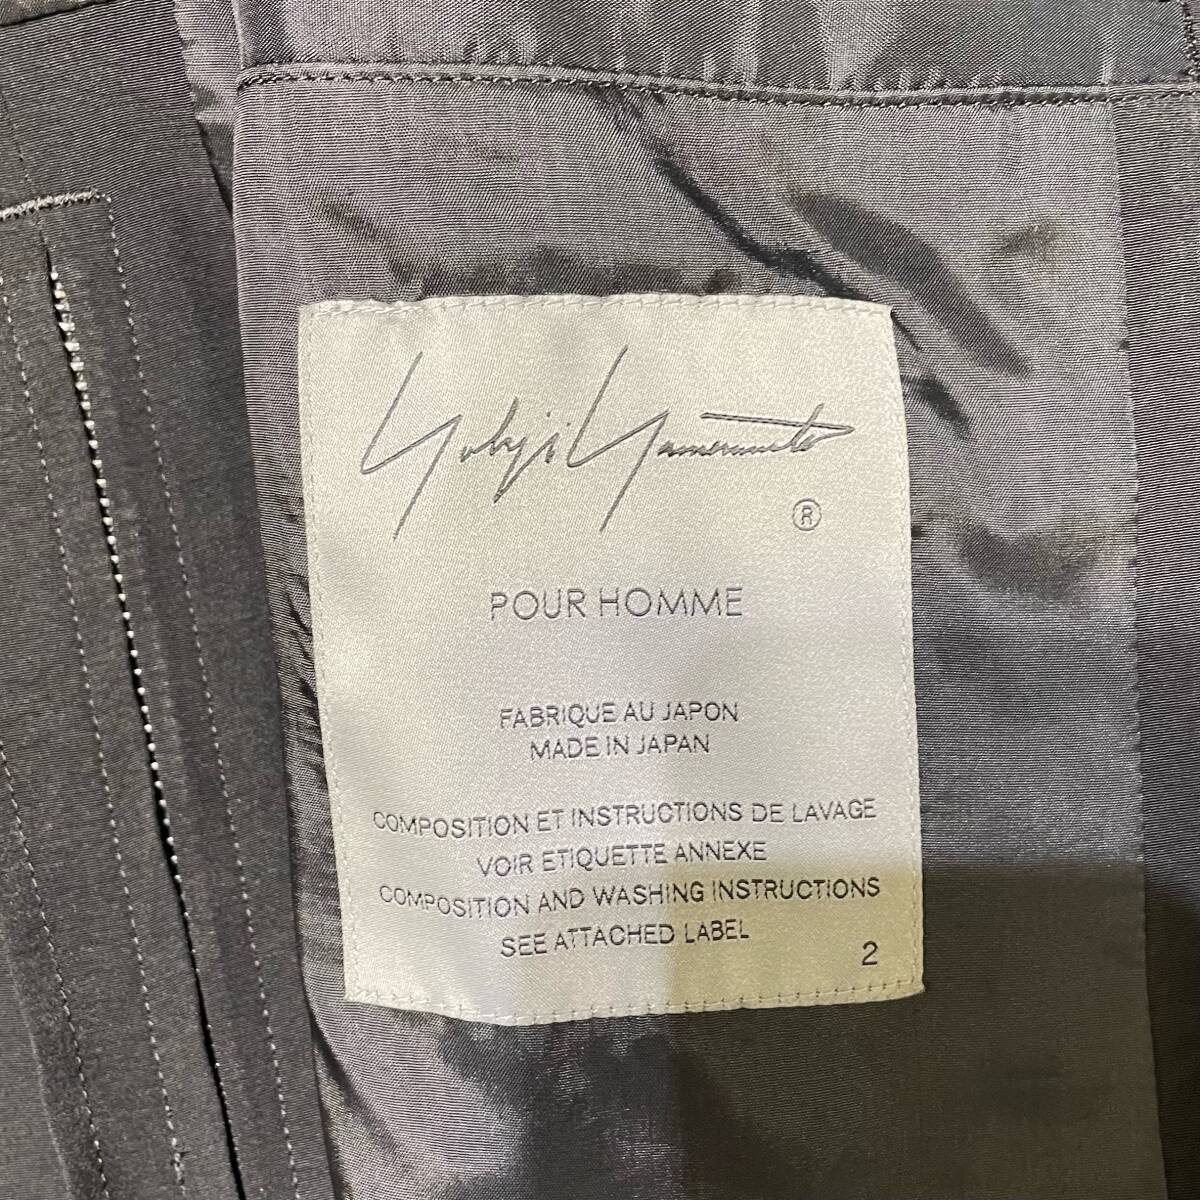 Yohji Yamamoto
®
POUR HOMME
FABRIQUE AU JAPON
MADE IN JAPAN
COMPOSITION ET INSTRUCTIONS DE LAVAGE
VOIR ETIQUETTE ANNEXE
COMPOSITION AND WASHING INSTRUCTIONS
SEE ATTACHED LABEL
2